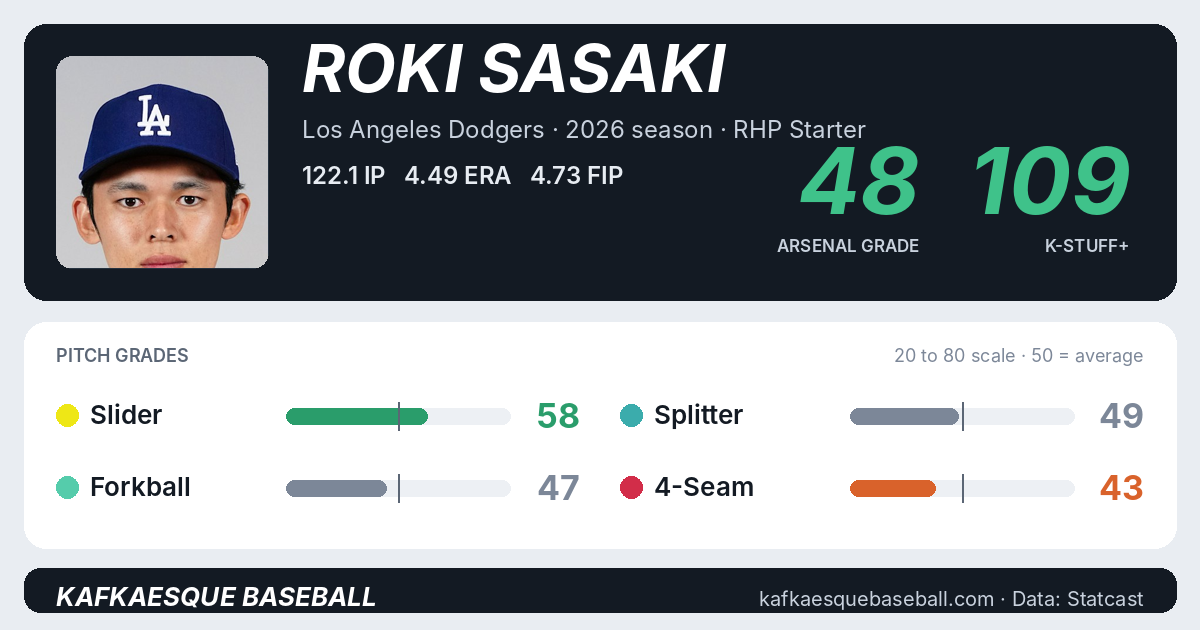 ROKI SASAKI
Los Angeles Dodgers · 2026 season · RHP Starter
122.1 IP 4.49 ERA 4.73 FIP
48 109
ARSENAL GRADE K-STUFF+
LA
PITCH GRADES 20 to 80 scale · 50 = average
Slider 58 Splitter 49
Forkball 47 4-Seam 43
KAFKAESQUE BASEBALL kafkaesquebaseball.com · Data: Statcast